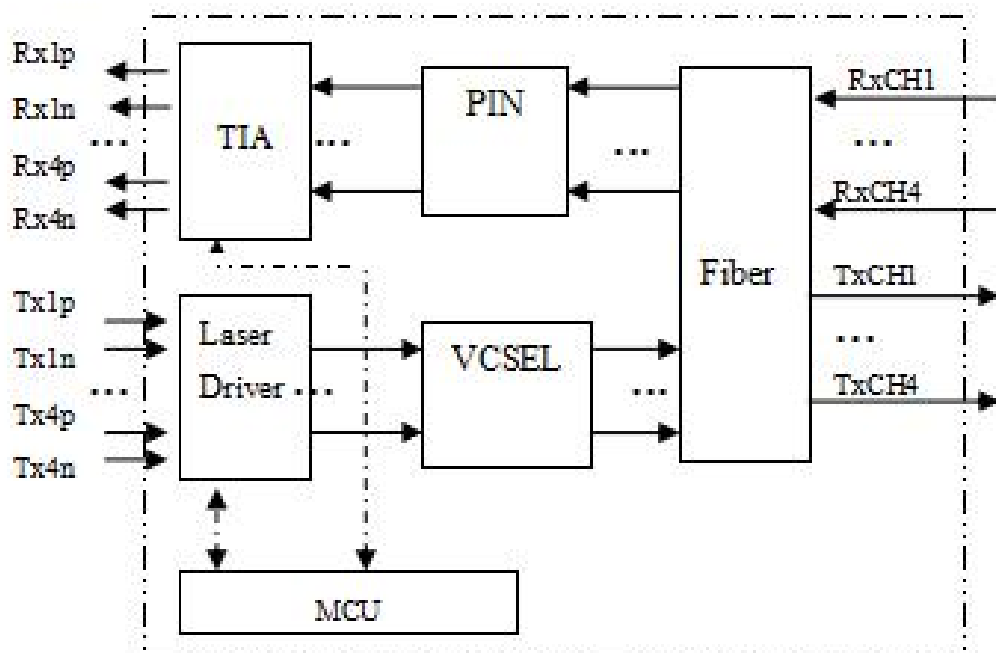 Rx1p
Rx1n
...
Rx4p
Rx4n
TIA
...
PIN
...
RxCH1
...
RxCH4
Fiber
Tx1p
Tx1n
...
Tx4p
Tx4n
Laser
Driver
...
VCSEL
...
TxCH1
...
TxCH4
MCU